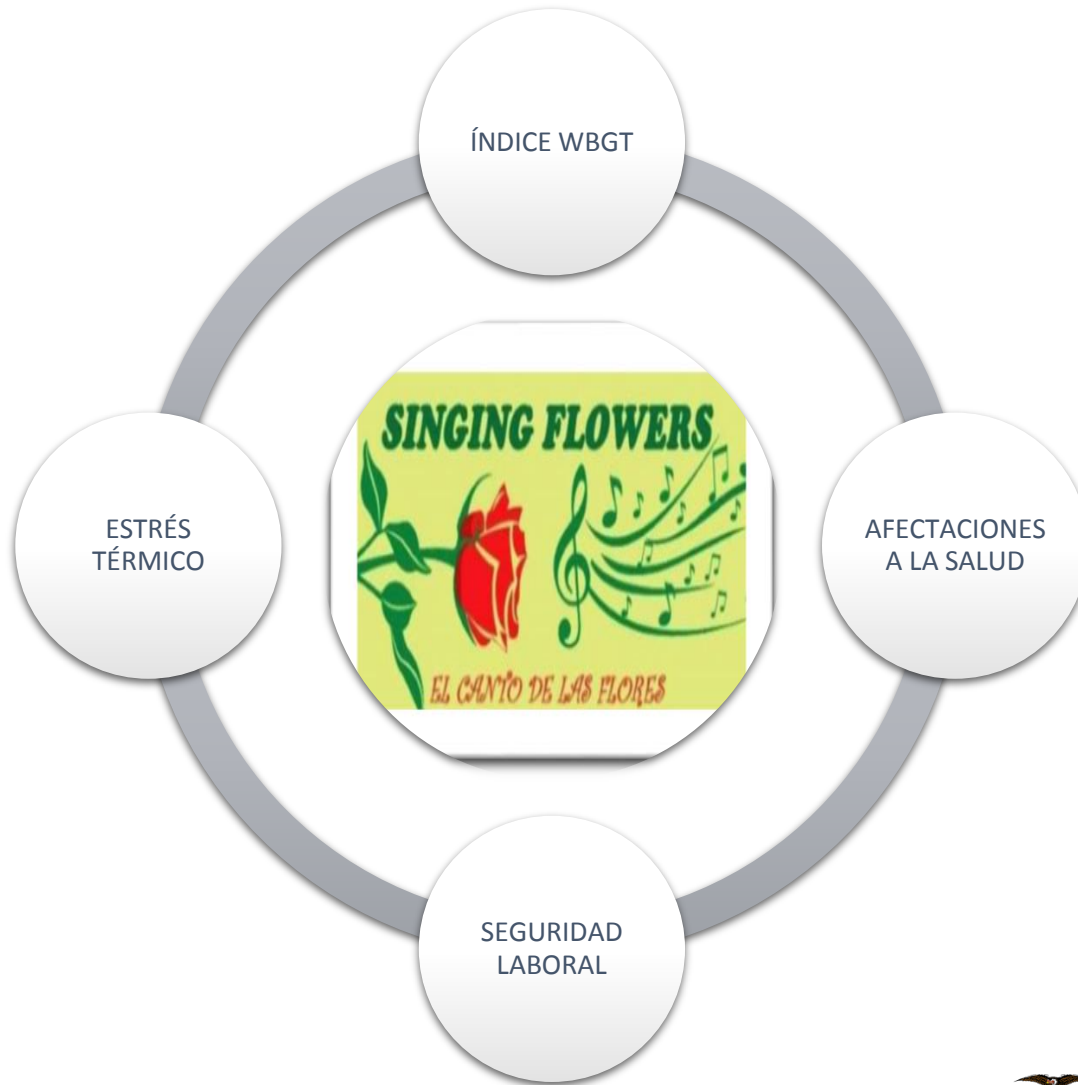 ÍNDICE WBGT
SINGING FLOWERS
EL CANTO DE LAS FLORES
ESTRÉS
TÉRMICO
AFECTACIONES
A LA SALUD
SEGURIDAD
LABORAL